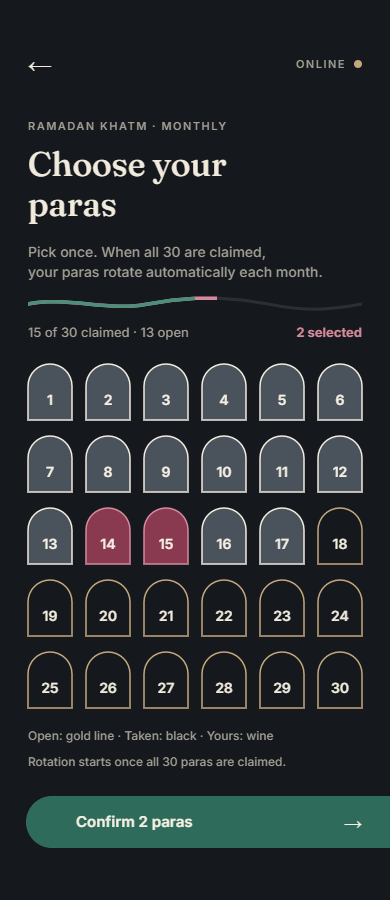 ←
ONLINE
RAMADAN KHATM · MONTHLY
Choose your
paras
Pick once. When all 30 are claimed,
your paras rotate automatically each month.
15 of 30 claimed · 13 open
2 selected
1 2 3 4 5 6
7 8 9 10 11 12
13 14 15 16 17 18
19 20 21 22 23 24
25 26 27 28 29 30
Open: gold line · Taken: black · Yours: wine
Rotation starts once all 30 paras are claimed.
Confirm 2 paras →